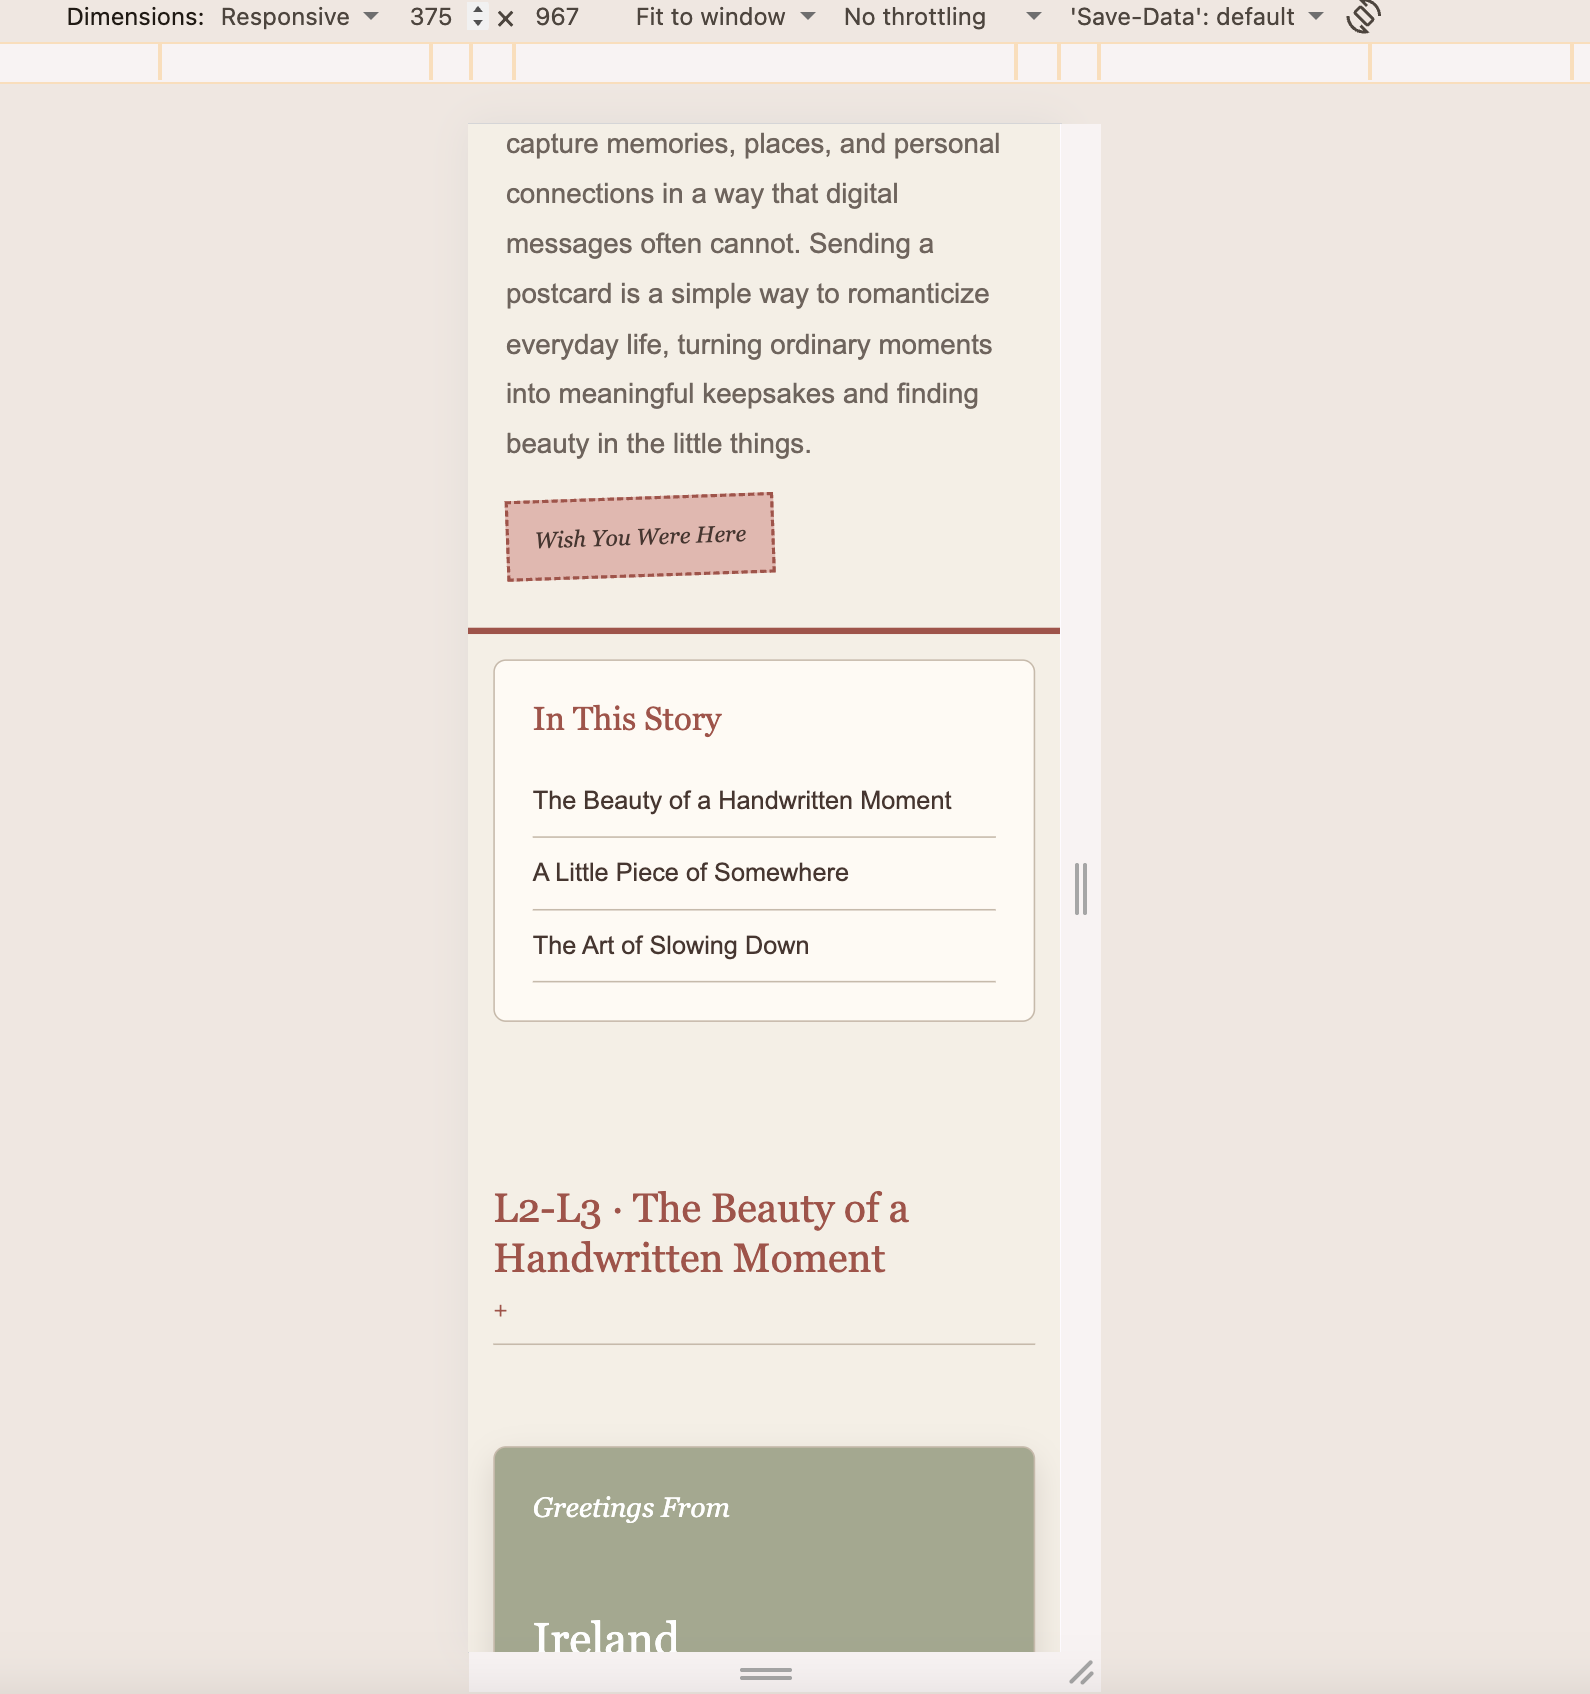 Dimensions: Responsive 375 × 967 Fit to window No throttling 'Save-Data': default
capture memories, places, and personal
connections in a way that digital
messages often cannot. Sending a
postcard is a simple way to romanticize
everyday life, turning ordinary moments
into meaningful keepsakes and finding
beauty in the little things.
Wish You Were Here
In This Story
The Beauty of a Handwritten Moment
A Little Piece of Somewhere
The Art of Slowing Down
L2-L3 · The Beauty of a
Handwritten Moment
+
Greetings From
Ireland